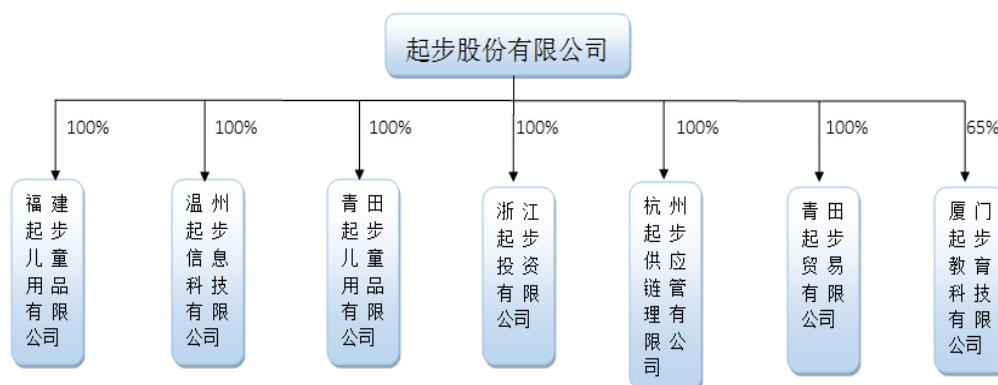 起步股份有限公司
100%
100%
100%
100%
100%
100%
65%
福建
起步
儿童
用品
有限
公司
温州
起步
信息
科技
有限
公司
青田
起步
儿童
用品
有限
公司
浙江
起步
投资
有限
公司
杭州
起步
供应
链管
理有
限公
司
青田
起步
贸易
有限
公司
厦门
起步
教育
科技
有限
公司